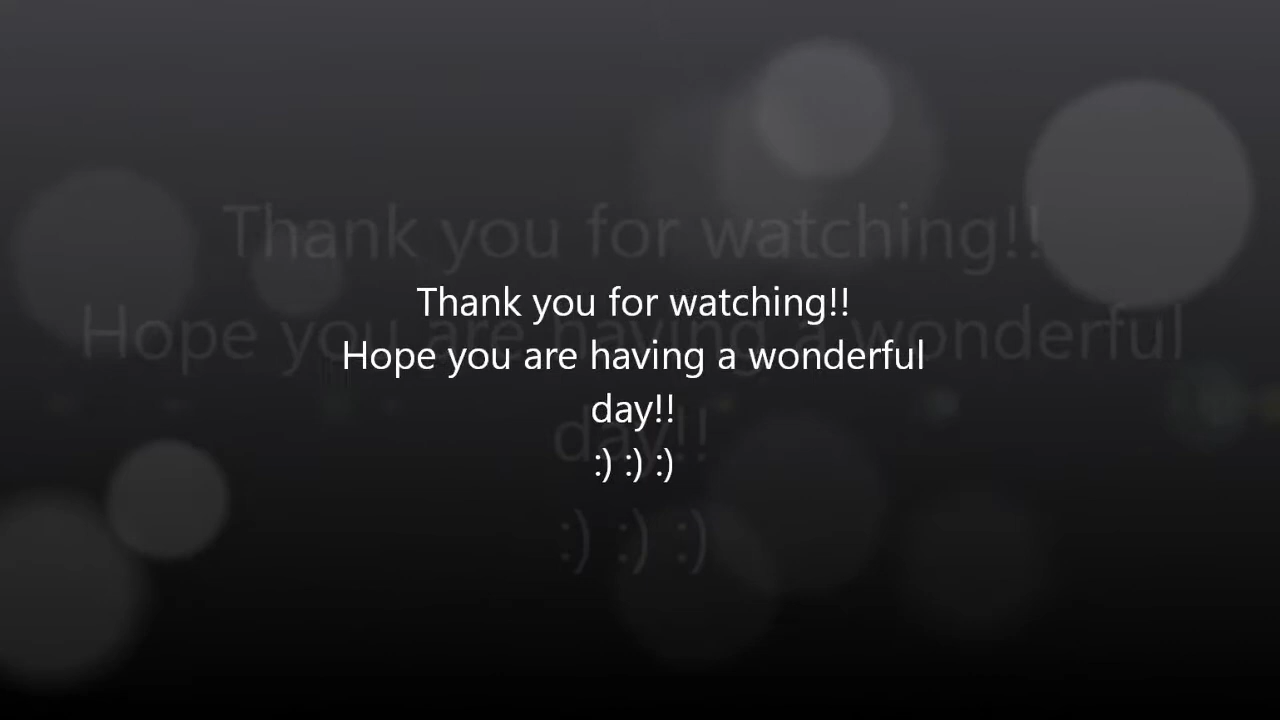 Thank you for watching!!
Hope you are having a wonderful
day!!
:) :) :)